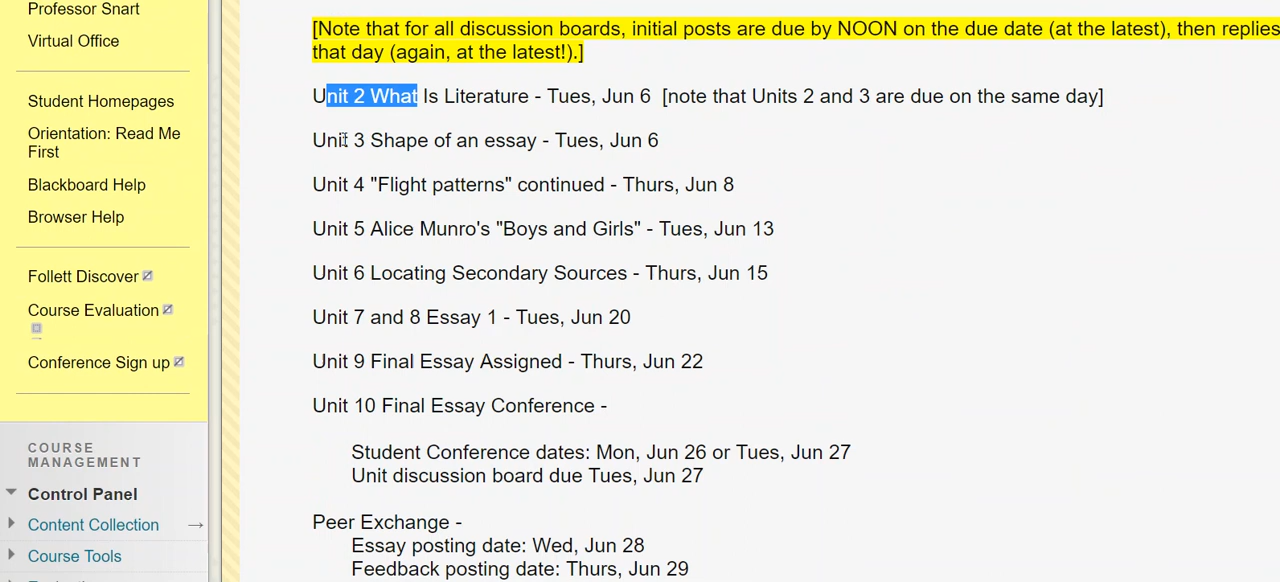 Professor Snart
Virtual Office
Student Homepages
Orientation: Read Me
First
Blackboard Help
Browser Help
Follett Discover
Course Evaluation
Conference Sign up
COURSE
MANAGEMENT
Control Panel
Content Collection
Course Tools
[Note that for all discussion boards, initial posts are due by NOON on the due date (at the latest), then replies
that day (again, at the latest!).]
Unit 2 What Is Literature - Tues, Jun 6 [note that Units 2 and 3 are due on the same day]
Unit 3 Shape of an essay - Tues, Jun 6
Unit 4 "Flight patterns" continued - Thurs, Jun 8
Unit 5 Alice Munro's "Boys and Girls" - Tues, Jun 13
Unit 6 Locating Secondary Sources - Thurs, Jun 15
Unit 7 and 8 Essay 1 - Tues, Jun 20
Unit 9 Final Essay Assigned - Thurs, Jun 22
Unit 10 Final Essay Conference -
Student Conference dates: Mon, Jun 26 or Tues, Jun 27
Unit discussion board due Tues, Jun 27
Peer Exchange -
Essay posting date: Wed, Jun 28
Feedback posting date: Thurs, Jun 29